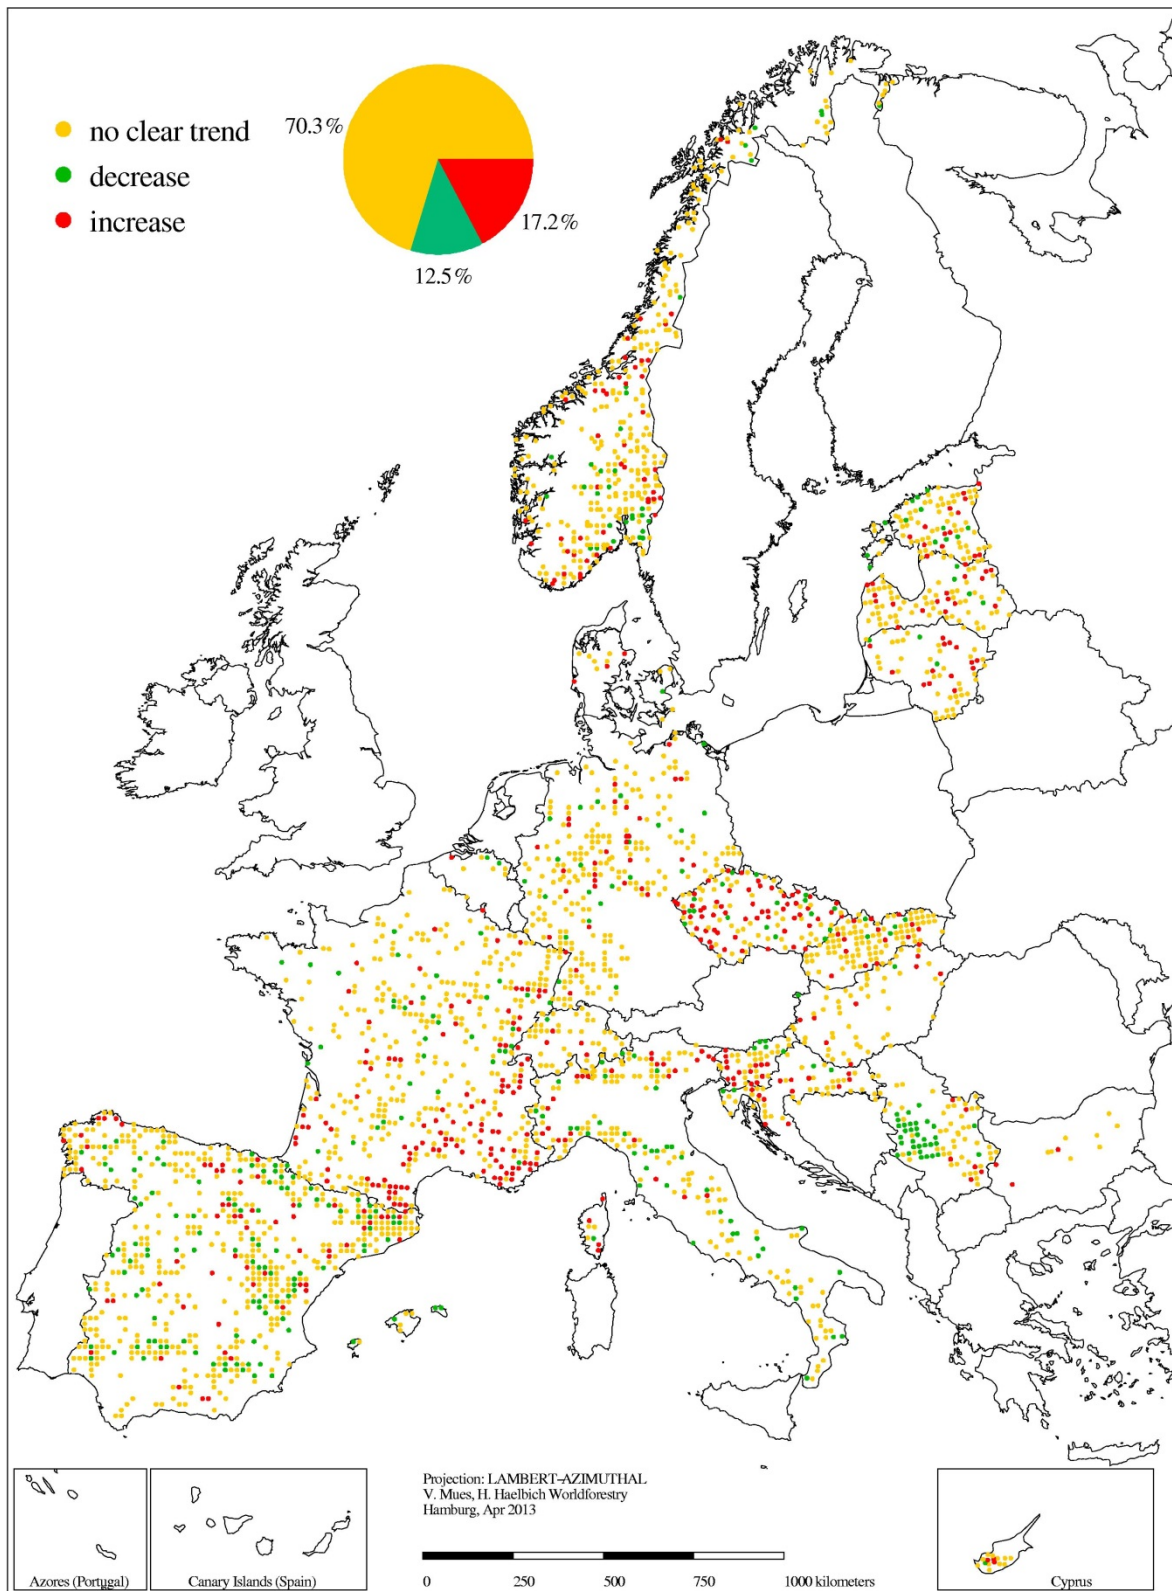 70.3%
no clear trend
decrease
increase
17.2%
12.5%
Projection: LAMBERT-AZIMUTHAL
V. Mues, H. Haelbich Worldforestry
Hamburg, Apr 2013
Azores (Portugal)
Canary Islands (Spain)
0 250 500 750 1000 kilometers
Cyprus